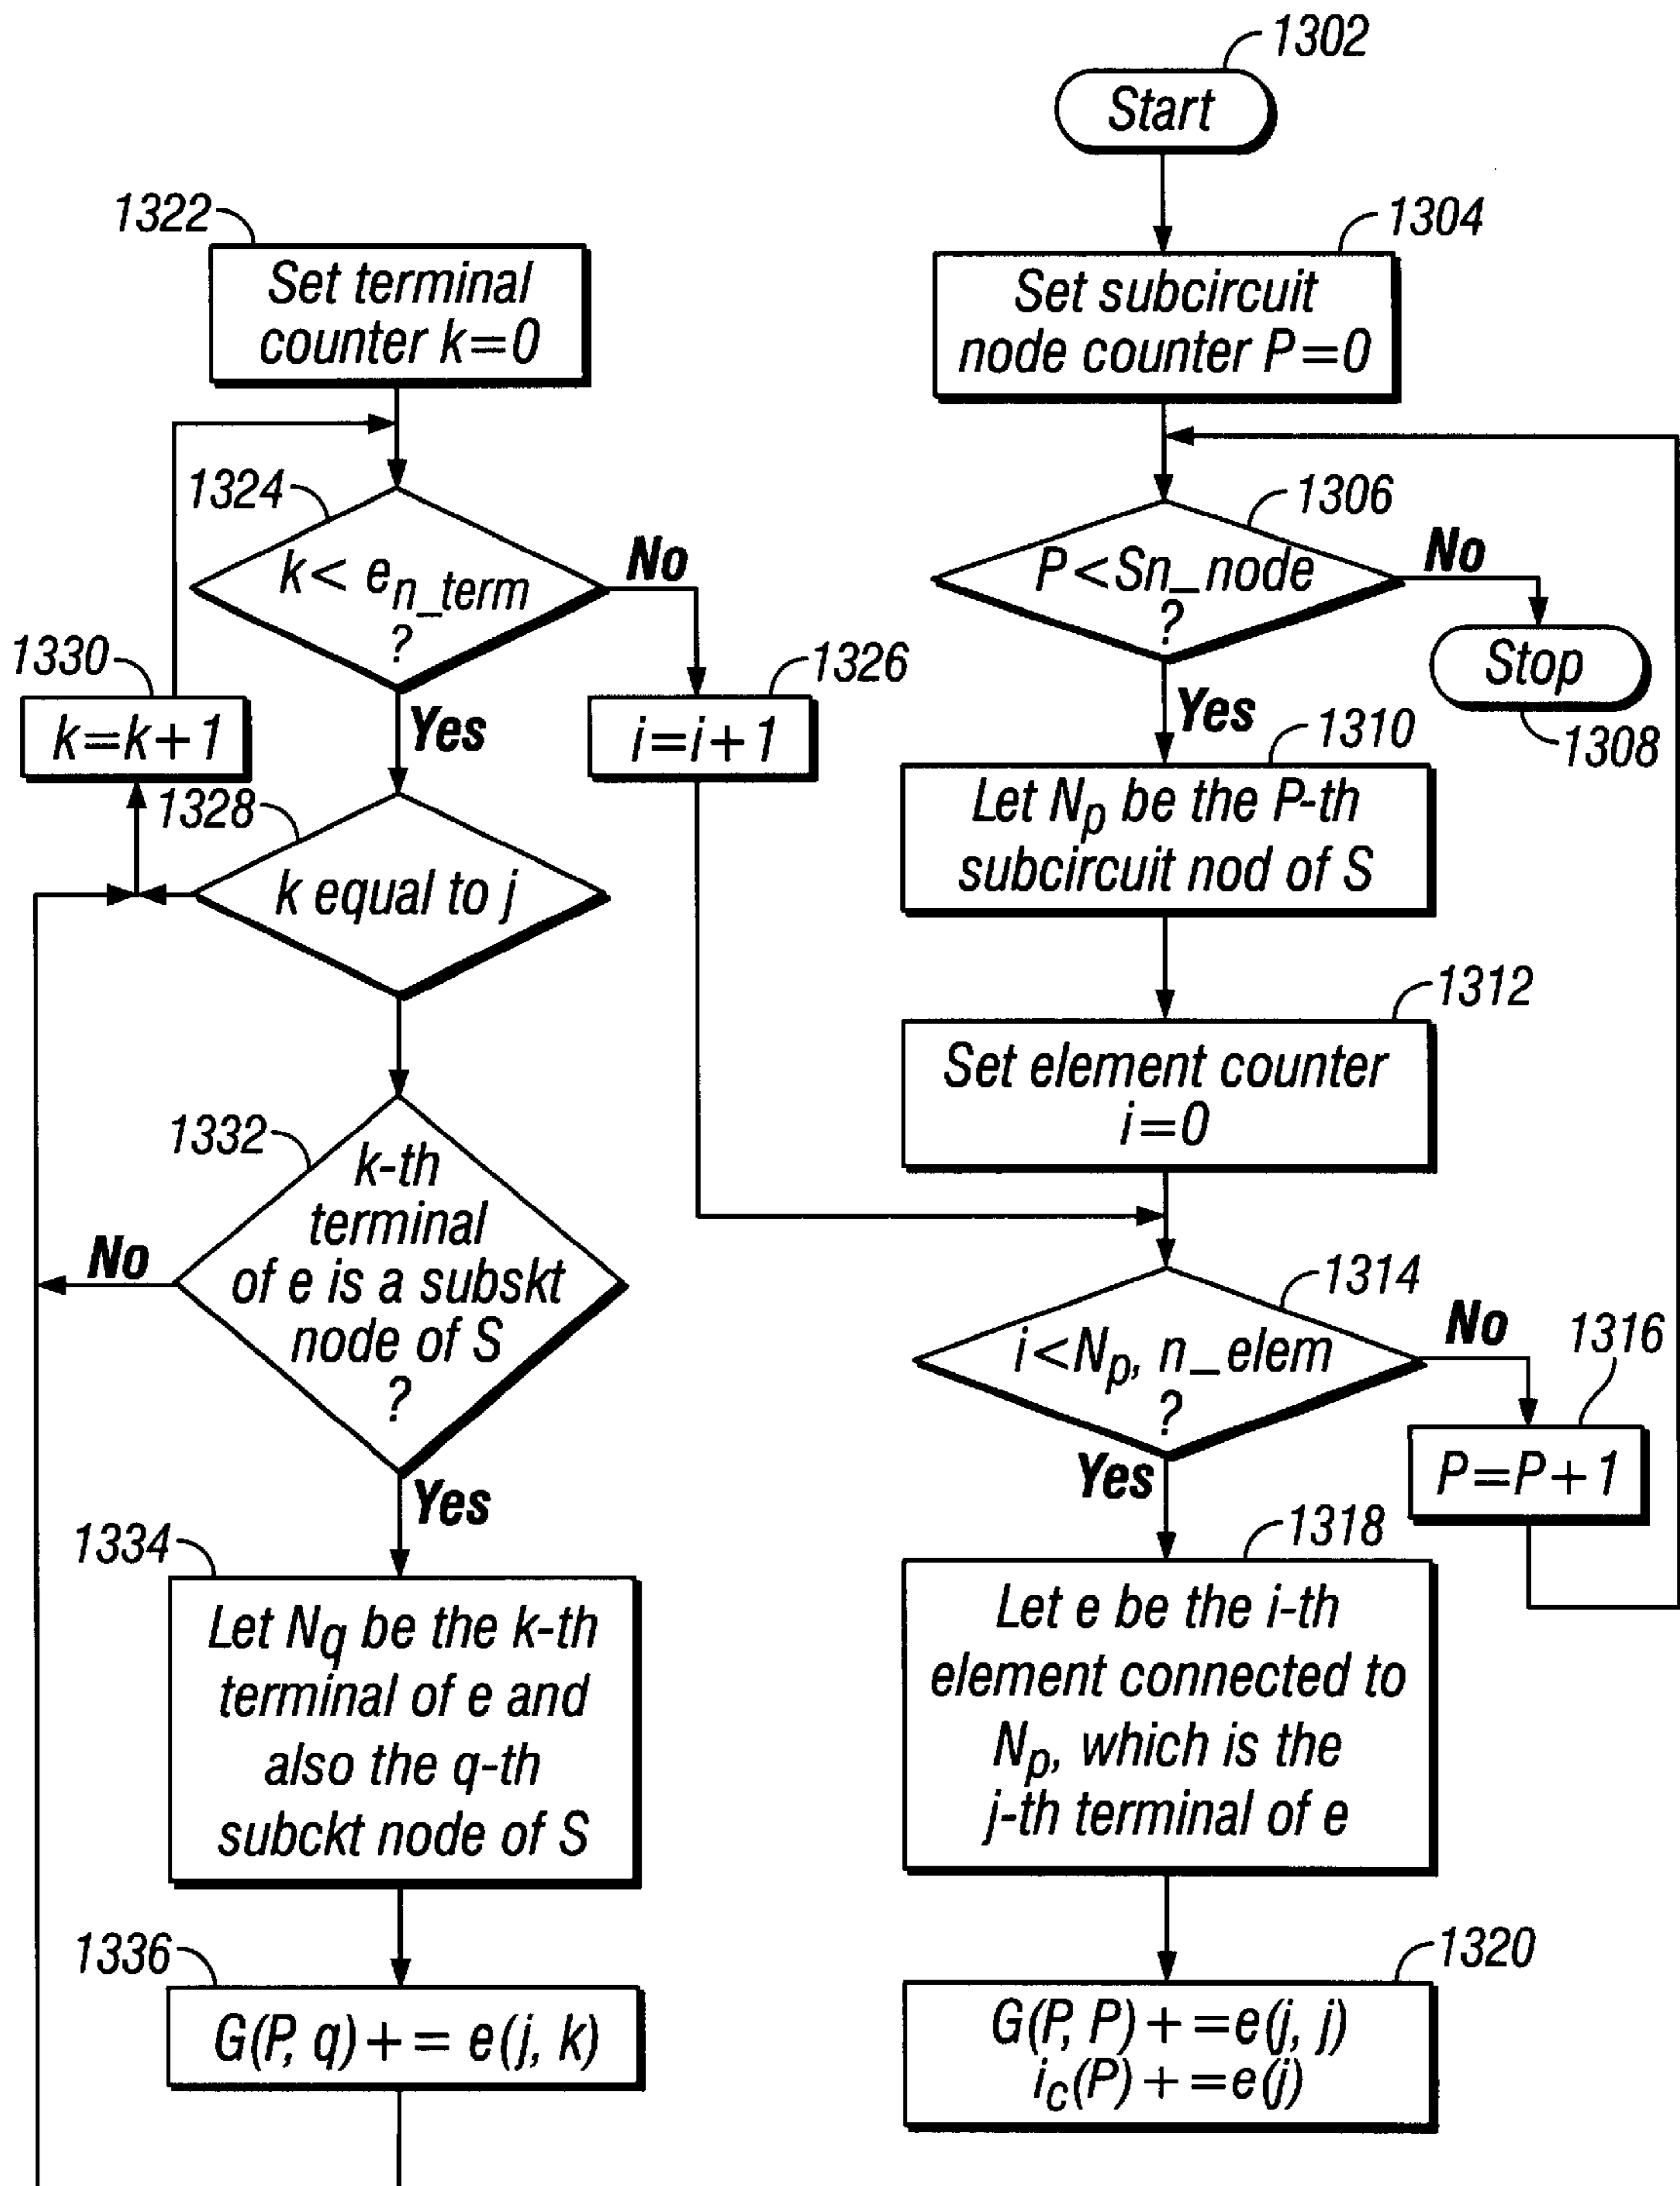 1302
Start
1304
Set subcircuit
node counter P=0
1306
P<Sn_node
?
No
Stop
1308
Yes
1310
Let Np be the P-th
subcircuit nod of S
1312
Set element counter
i=0
1314
i<Np, n_elem
?
No
1316
P=P+1
Yes
1318
Let e be the i-th
element connected to
Np, which is the
j-th terminal of e
1320
G(P, P)+=e(j, j)
ic(P)+=e(j)
1322
Set terminal
counter k=0
1324
k< en_term
?
No
1326
i=i+1
Yes
1330
k=k+1
1328
k equal to j
1332
k-th
terminal
of e is a subskt
node of S
?
No
Yes
1334
Let Nq be the k-th
terminal of e and
also the q-th
subckt node of S
1336
G(P, q)+= e(j, k)